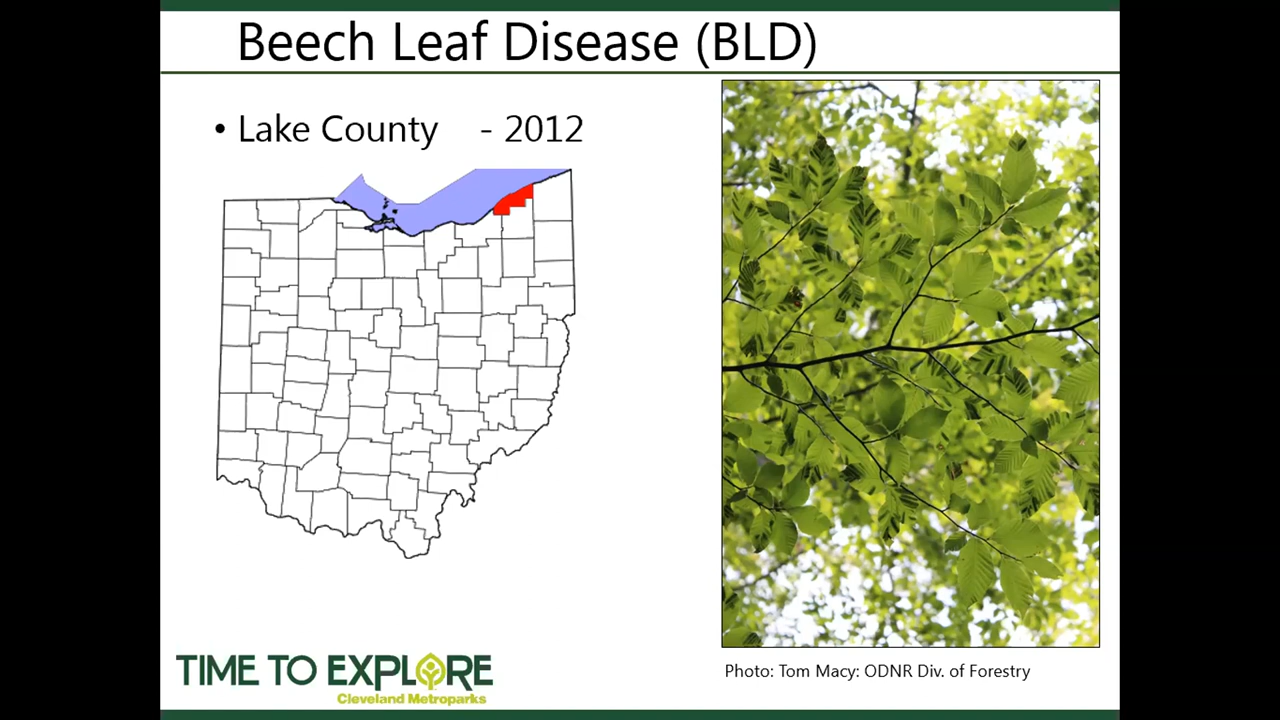 Beech Leaf Disease (BLD)
• Lake County - 2012
TIME TO EXPLORE
Cleveland Metroparks
Photo: Tom Macy: ODNR Div. of Forestry